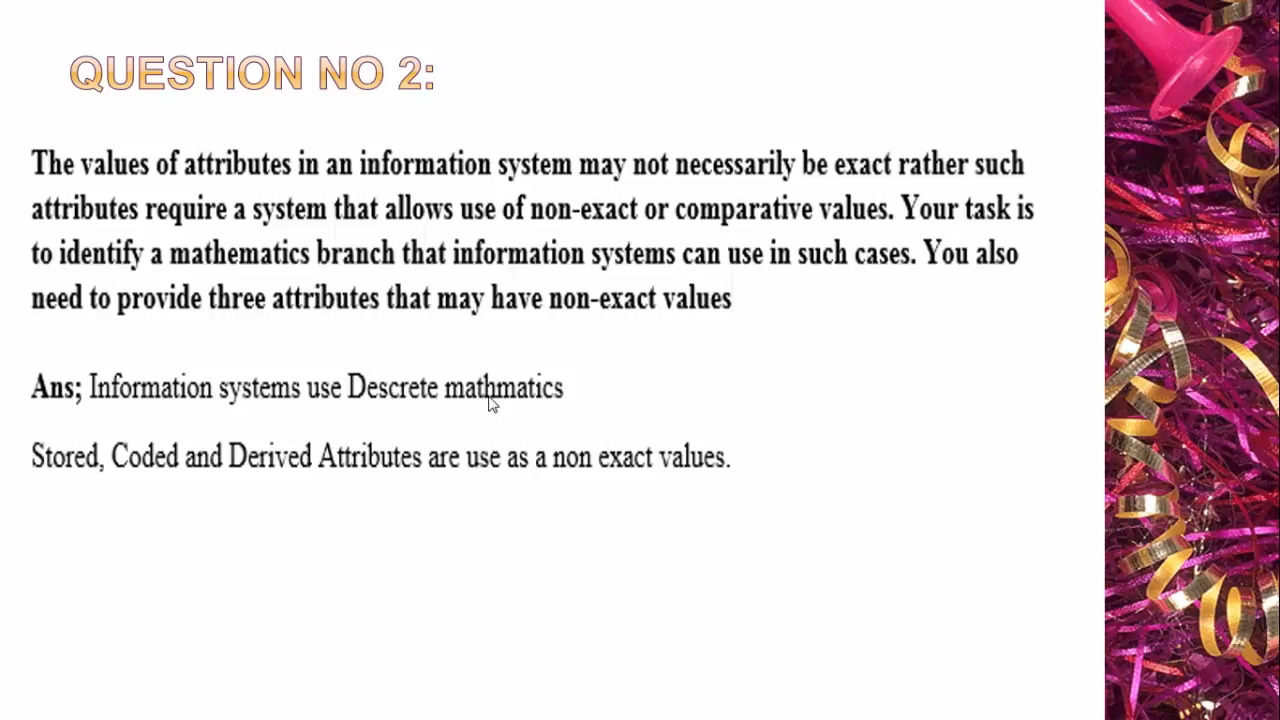 QUESTION NO 2:
The values of attributes in an information system may not necessarily be exact rather such
attributes require a system that allows use of non-exact or comparative values. Your task is
to identify a mathematics branch that information systems can use in such cases. You also
need to provide three attributes that may have non-exact values
Ans; Information systems use Descrete mathmatics
Stored, Coded and Derived Attributes are use as a non exact values.